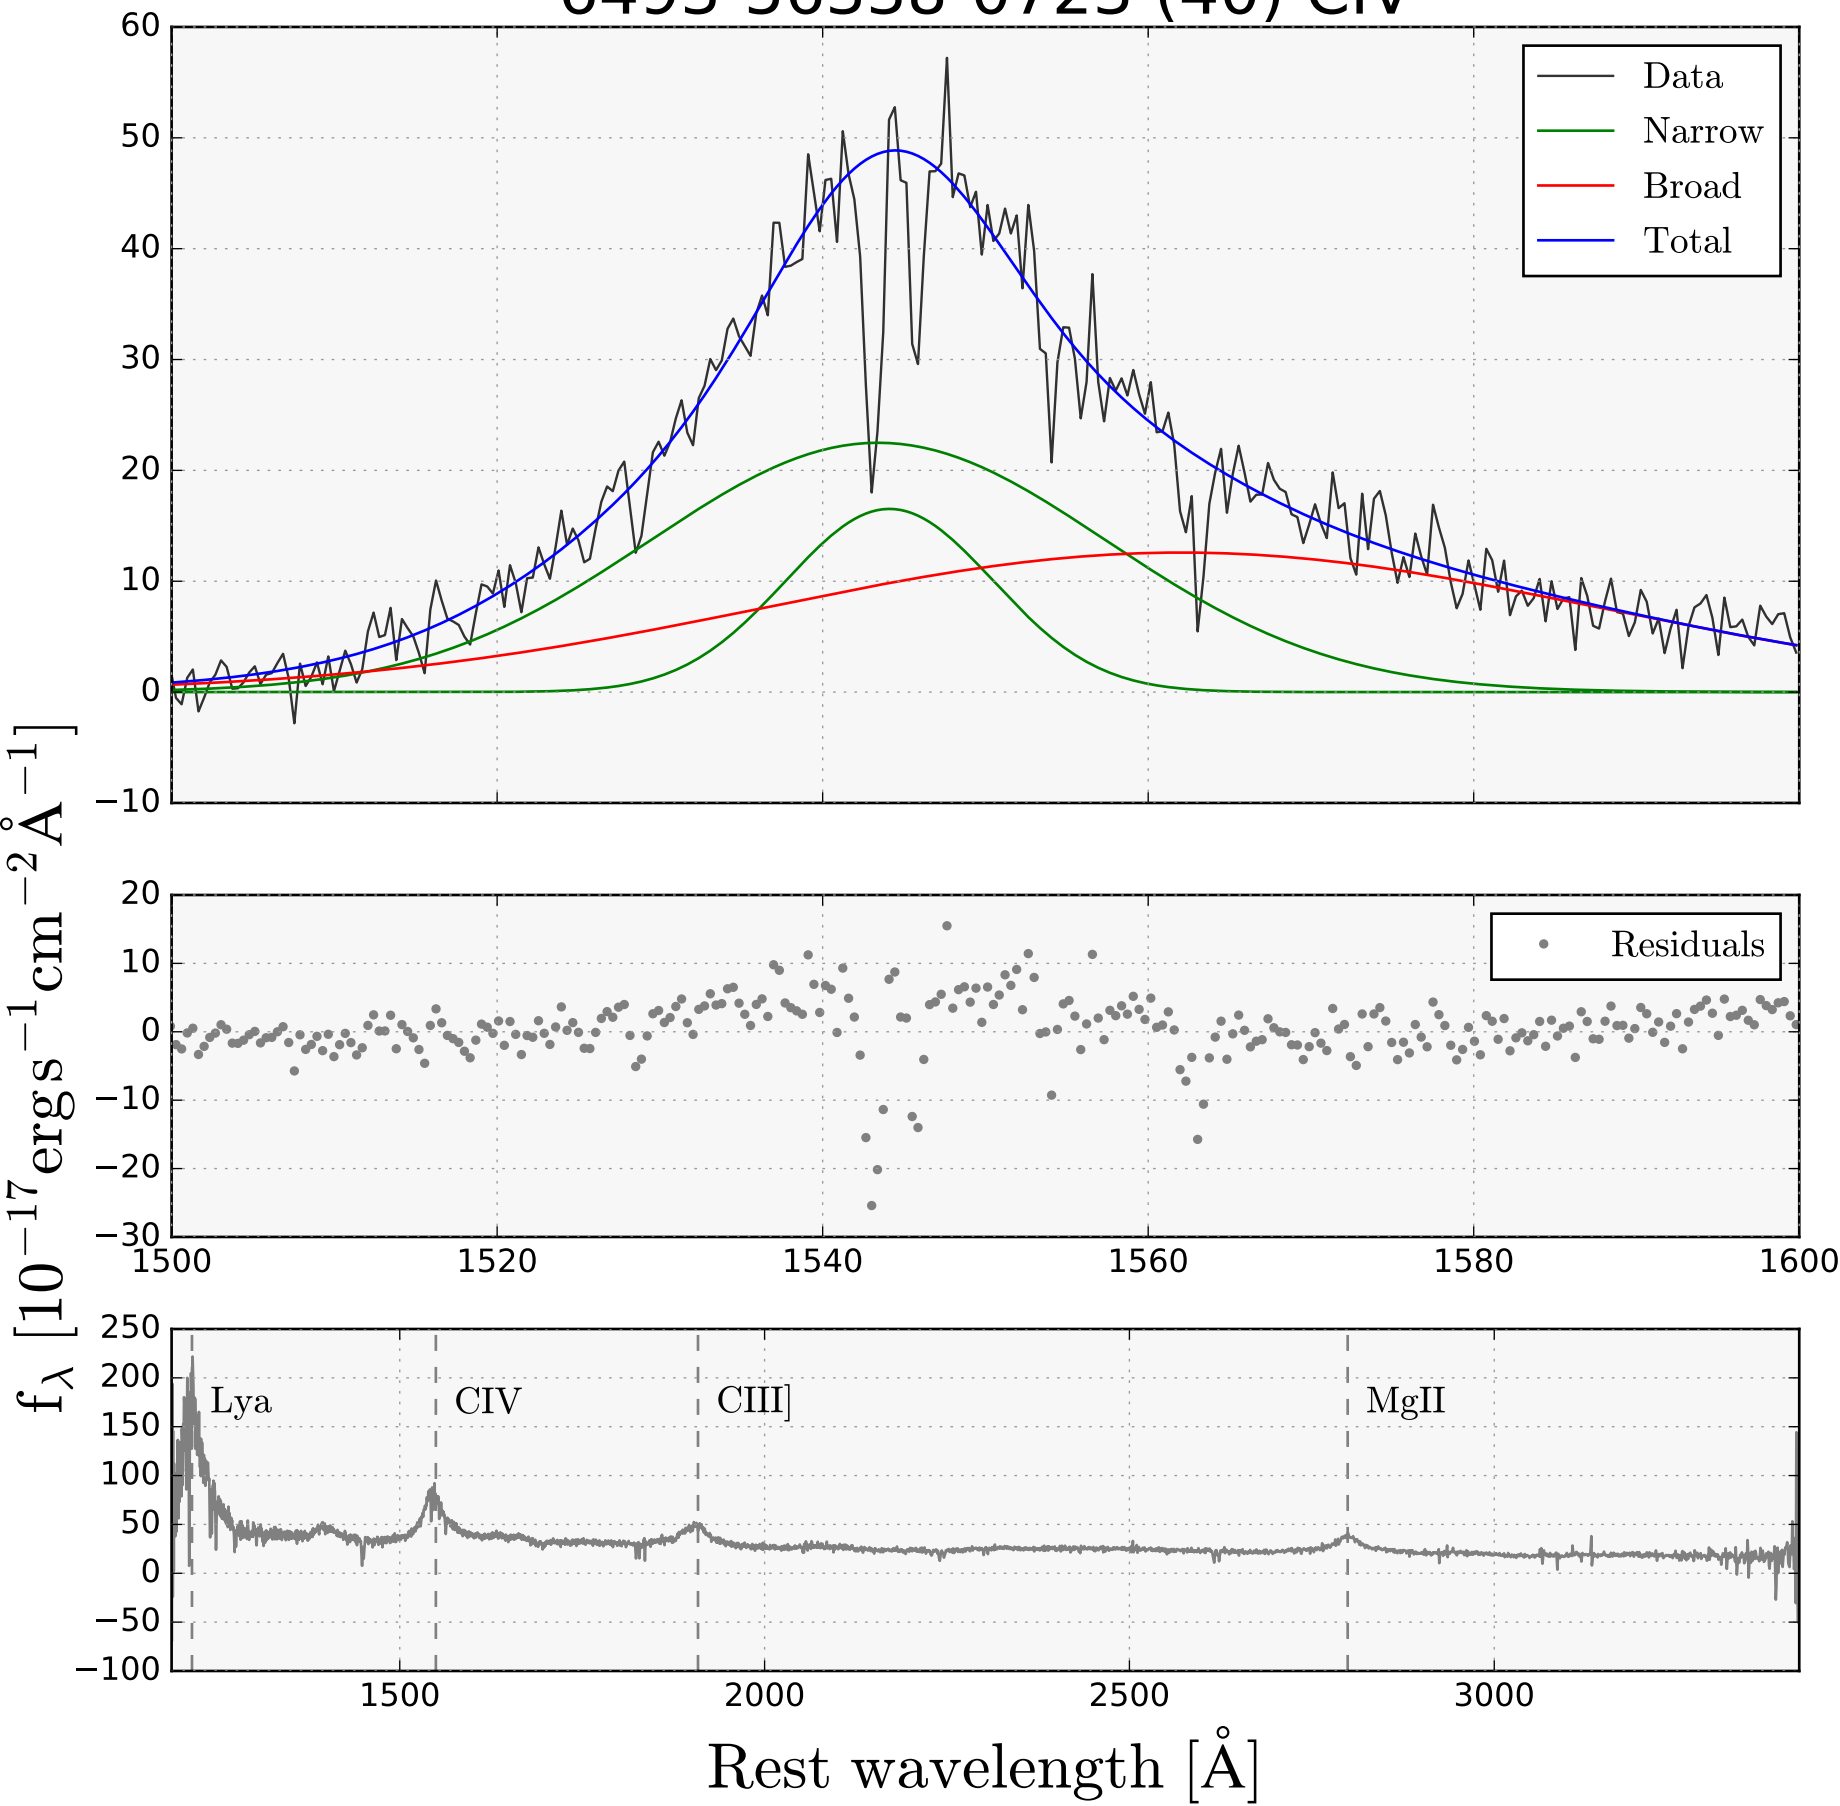 60
50
40
30
20
10
0
−10
Data
Narrow
Broad
Total
20
10
0
−10
−20
−30
Residuals
1500 1520 1540 1560 1580 1600
250
200
150
100
50
0
−50
−100
Lya CIV CIII] MgII
1500 2000 2500 3000
f_λ [10^−17 ergs^−1 cm^−2 Å^−1]
Rest wavelength [Å]